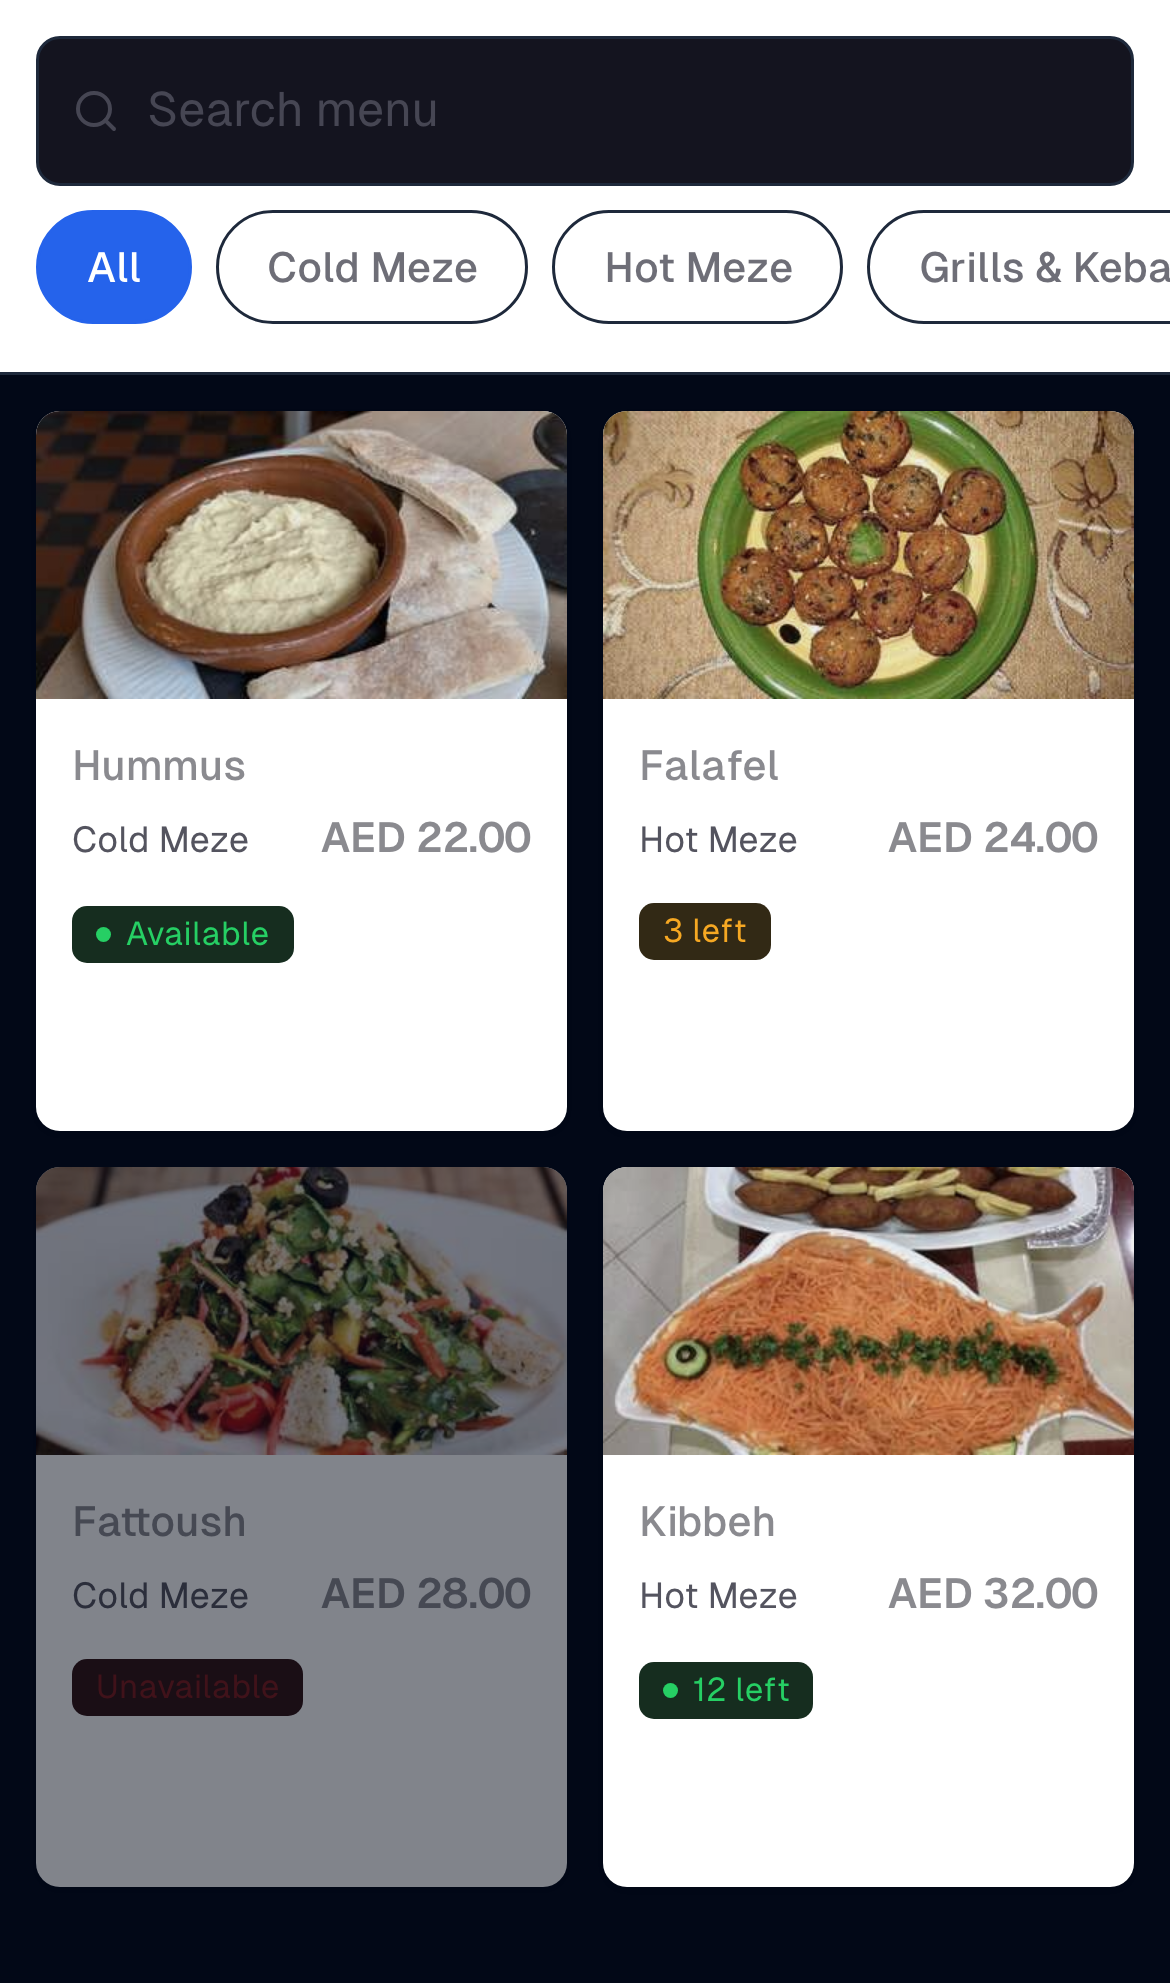 Search menu
All
Cold Meze
Hot Meze
Grills & Keba
Hummus
Cold Meze AED 22.00
Available
Falafel
Hot Meze AED 24.00
3 left
Fattoush
Cold Meze AED 28.00
Unavailable
Kibbeh
Hot Meze AED 32.00
12 left